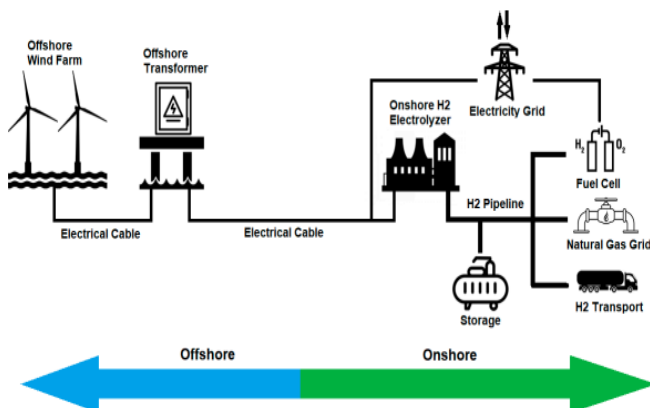 Offshore
Wind Farm
Offshore
Transformer
Onshore H2
Electrolyzer
Electricity Grid
H2 O2
Fuel Cell
H2 Pipeline
Electrical Cable
Electrical Cable
Natural Gas Grid
Storage
H2 Transport
Offshore
Onshore